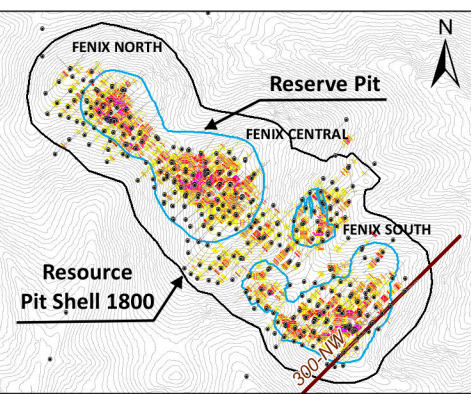 FENIX NORTH
N
Reserve Pit
FENIX CENTRAL
FENIX SOUTH
Resource
Pit Shell 1800
300-NW